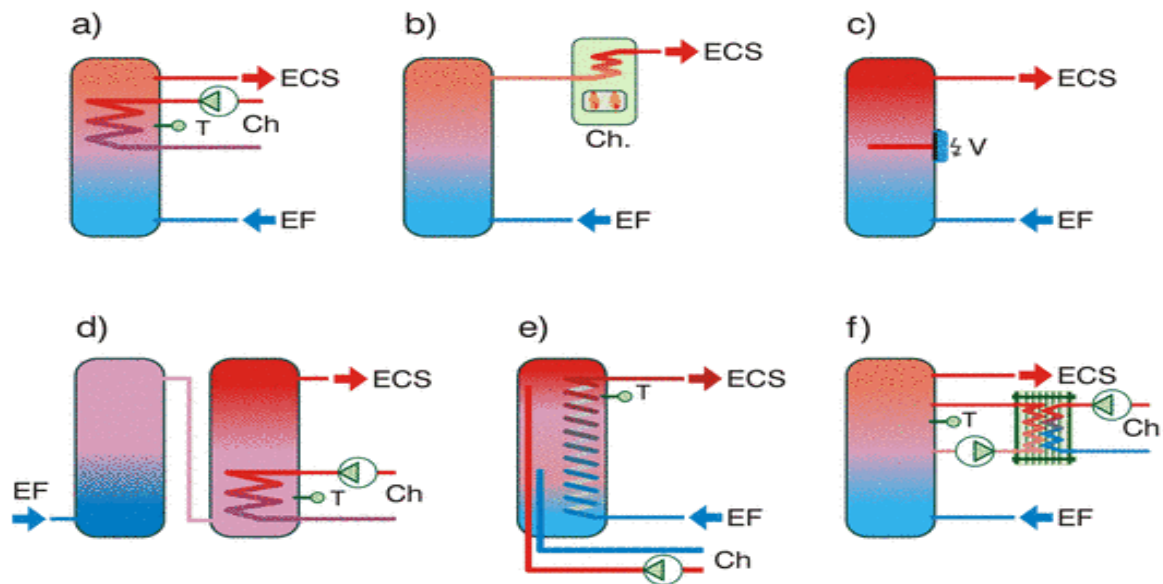 a)
ECS
Ch
T
EF
b)
ECS
Ch.
EF
c)
ECS
V
EF
d)
ECS
Ch
T
EF
e)
ECS
T
EF
Ch
f)
ECS
T
Ch
EF